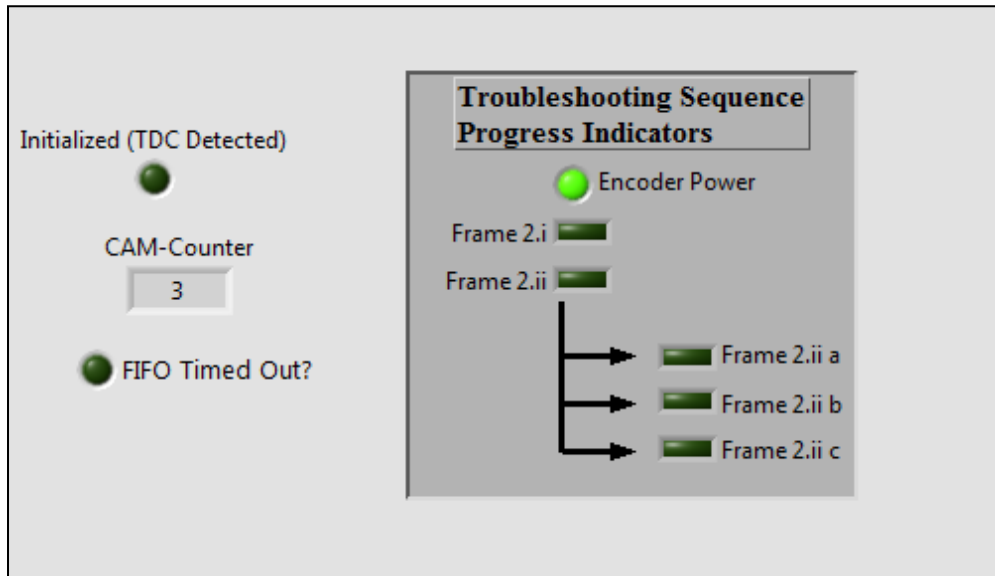 Initialized (TDC Detected)
CAM-Counter
3
FIFO Timed Out?
Troubleshooting Sequence
Progress Indicators
Encoder Power
Frame 2.i
Frame 2.ii
Frame 2.ii a
Frame 2.ii b
Frame 2.ii c